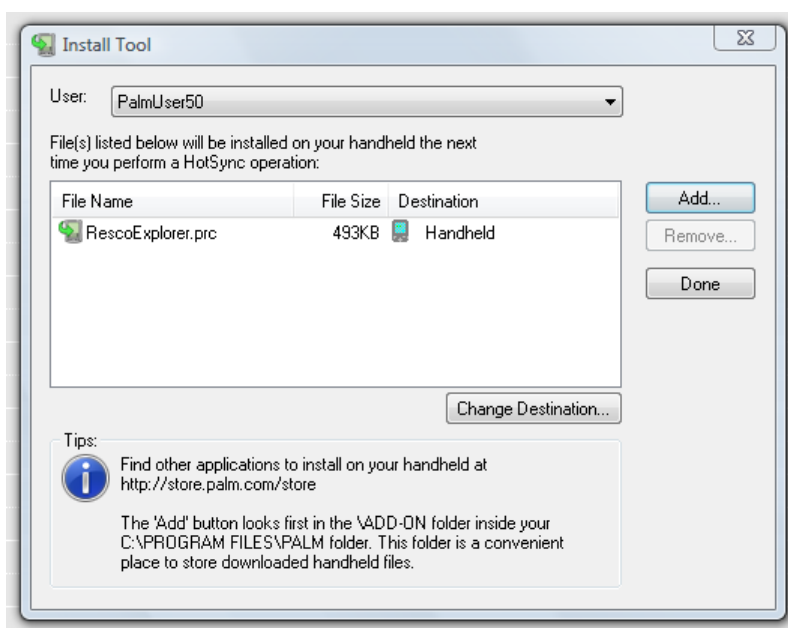 Install Tool
User: PalmUser50
File(s) listed below will be installed on your handheld the next
time you perform a HotSync operation:
File Name File Size Destination
RescoExplorer.prc 493KB Handheld
Add...
Remove...
Done
Change Destination...
Tips:
Find other applications to install on your handheld at
http://store.palm.com/store
The 'Add' button looks first in the \ADD-ON folder inside your
C:\PROGRAM FILES\PALM folder. This folder is a convenient
place to store downloaded handheld files.